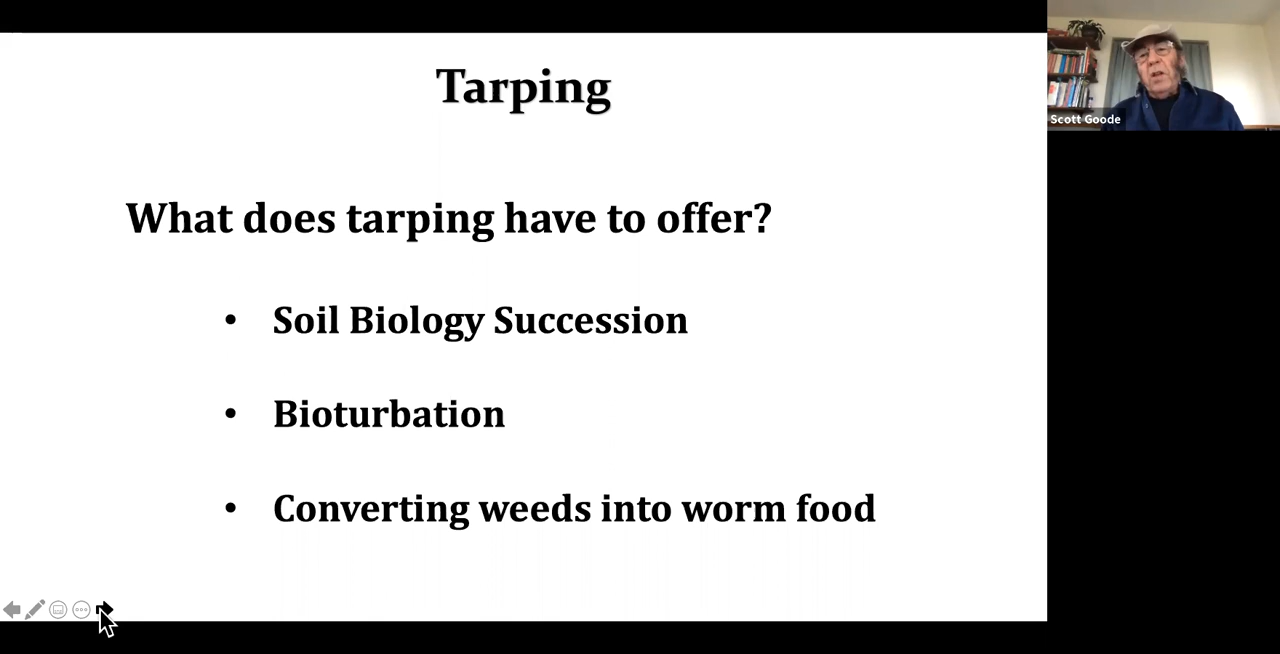 Tarping
Scott Goode
What does tarping have to offer?
• Soil Biology Succession
• Bioturbation
• Converting weeds into worm food